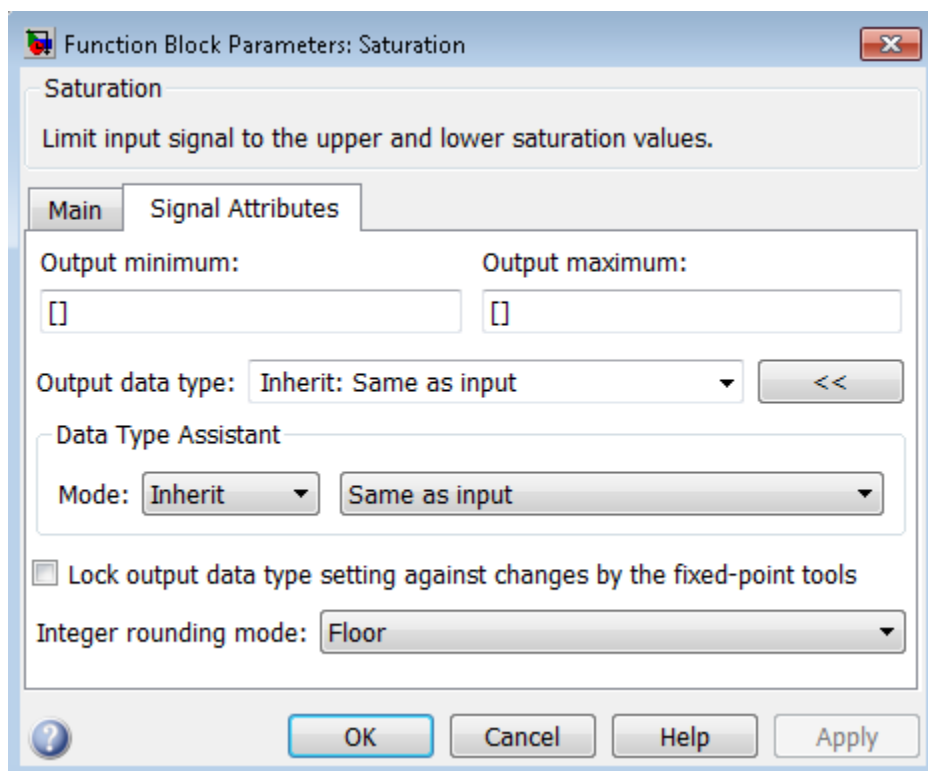 Function Block Parameters: Saturation
Saturation
Limit input signal to the upper and lower saturation values.
Main Signal Attributes
Output minimum: Output maximum:
[] []
Output data type: Inherit: Same as input <<
Data Type Assistant
Mode: Inherit Same as input
Lock output data type setting against changes by the fixed-point tools
Integer rounding mode: Floor
? OK Cancel Help Apply